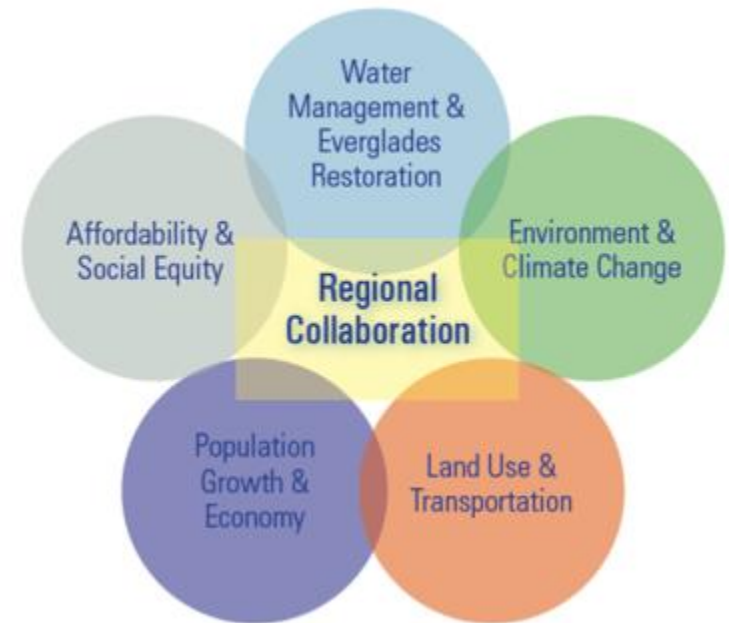 Water
Management &
Everglades
Restoration
Affordability &
Social Equity
Environment &
Climate Change
Regional
Collaboration
Population
Growth &
Economy
Land Use &
Transportation